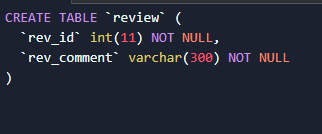 CREATE TABLE `review` (
  `rev_id` int(11) NOT NULL,
  `rev_comment` varchar(300) NOT NULL
)